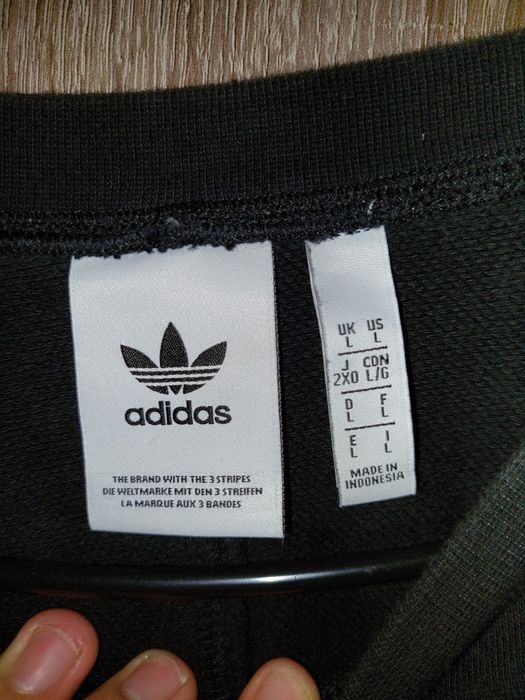 adidas
THE BRAND WITH THE 3 STRIPES
DIE WELTMARKE MIT DEN 3 STREIFEN
LA MARQUE AUX 3 BANDES
UK US
L L
J CDN
2XO L/G
D F
L L
E I
L L
MADE IN
INDONESIA